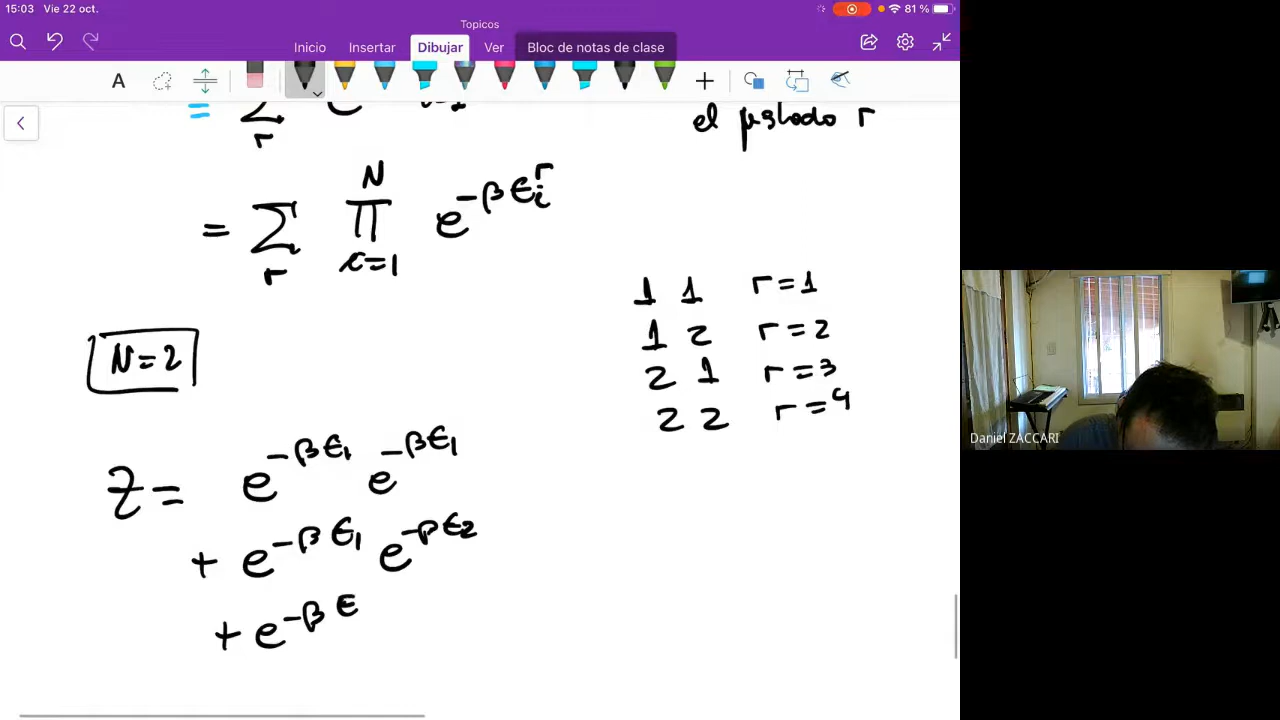 15:03 Vie 22 oct.
81 %
Topicos
Inicio Insertar Dibujar Ver Bloc de notas de clase
A
= Σ e
r
el pestado r
= Σ ∏ e^{-βϵ_i^r}
r i=1 N
1 1 r=1
1 2 r=2
2 1 r=3
2 2 r=4
N=2
Z = e^{-βϵ_1} e^{-βϵ_1}
+ e^{-βϵ_1} e^{-βϵ_2}
+ e^{-βϵ}
Daniel ZACCARI